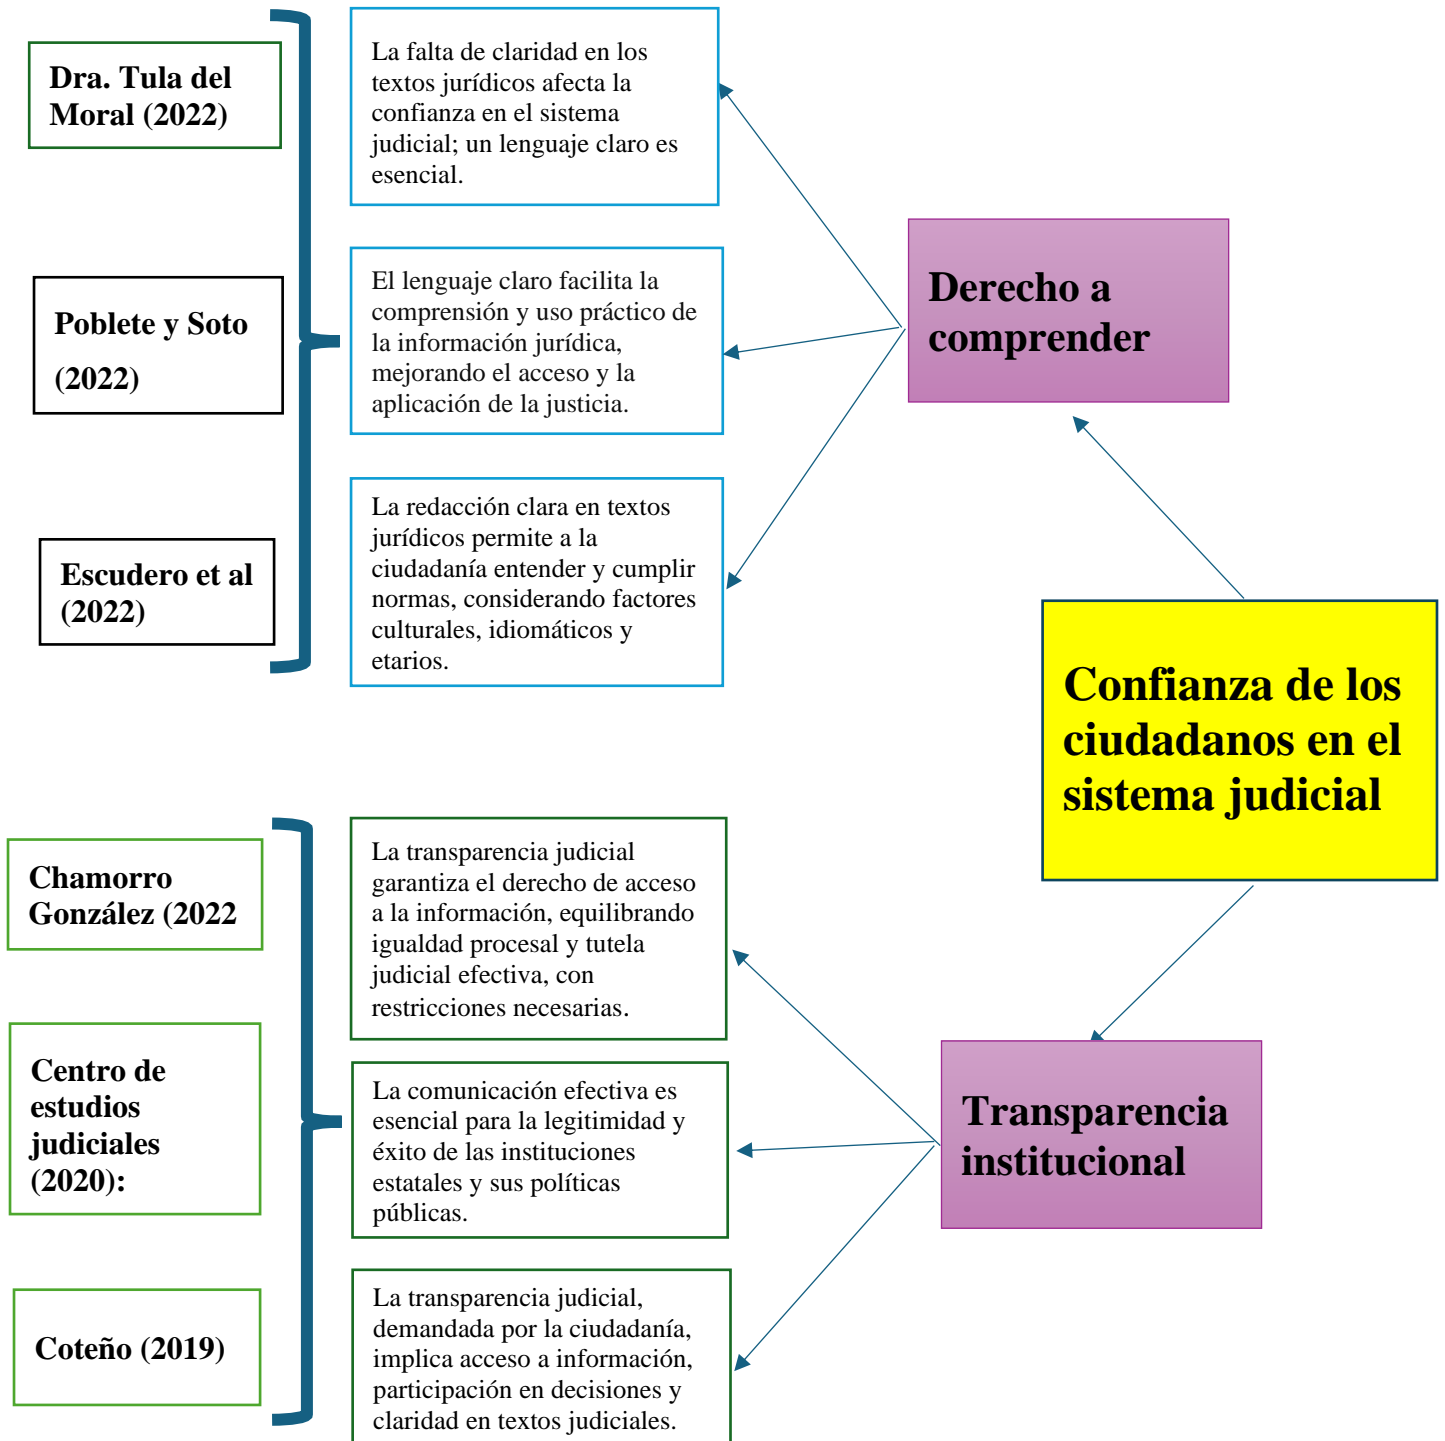 Dra. Tula del
Moral (2022)
La falta de claridad en los
textos jurídicos afecta la
confianza en el sistema
judicial; un lenguaje claro es
esencial.
Poblete y Soto
(2022)
El lenguaje claro facilita la
comprensión y uso práctico de
la información jurídica,
mejorando el acceso y la
aplicación de la justicia.
Escudero et al
(2022)
La redacción clara en textos
jurídicos permite a la
ciudadanía entender y cumplir
normas, considerando factores
culturales, idiomáticos y
etarios.
Derecho a
comprender
Confianza de los
ciudadanos en el
sistema judicial
Chamorro
González (2022
La transparencia judicial
garantiza el derecho de acceso
a la información, equilibrando
igualdad procesal y tutela
judicial efectiva, con
restricciones necesarias.
Centro de
estudios
judiciales
(2020):
La comunicación efectiva es
esencial para la legitimidad y
éxito de las instituciones
estatales y sus políticas
públicas.
Coteño (2019)
La transparencia judicial,
demandada por la ciudadanía,
implica acceso a información,
participación en decisiones y
claridad en textos judiciales.
Transparencia
institucional